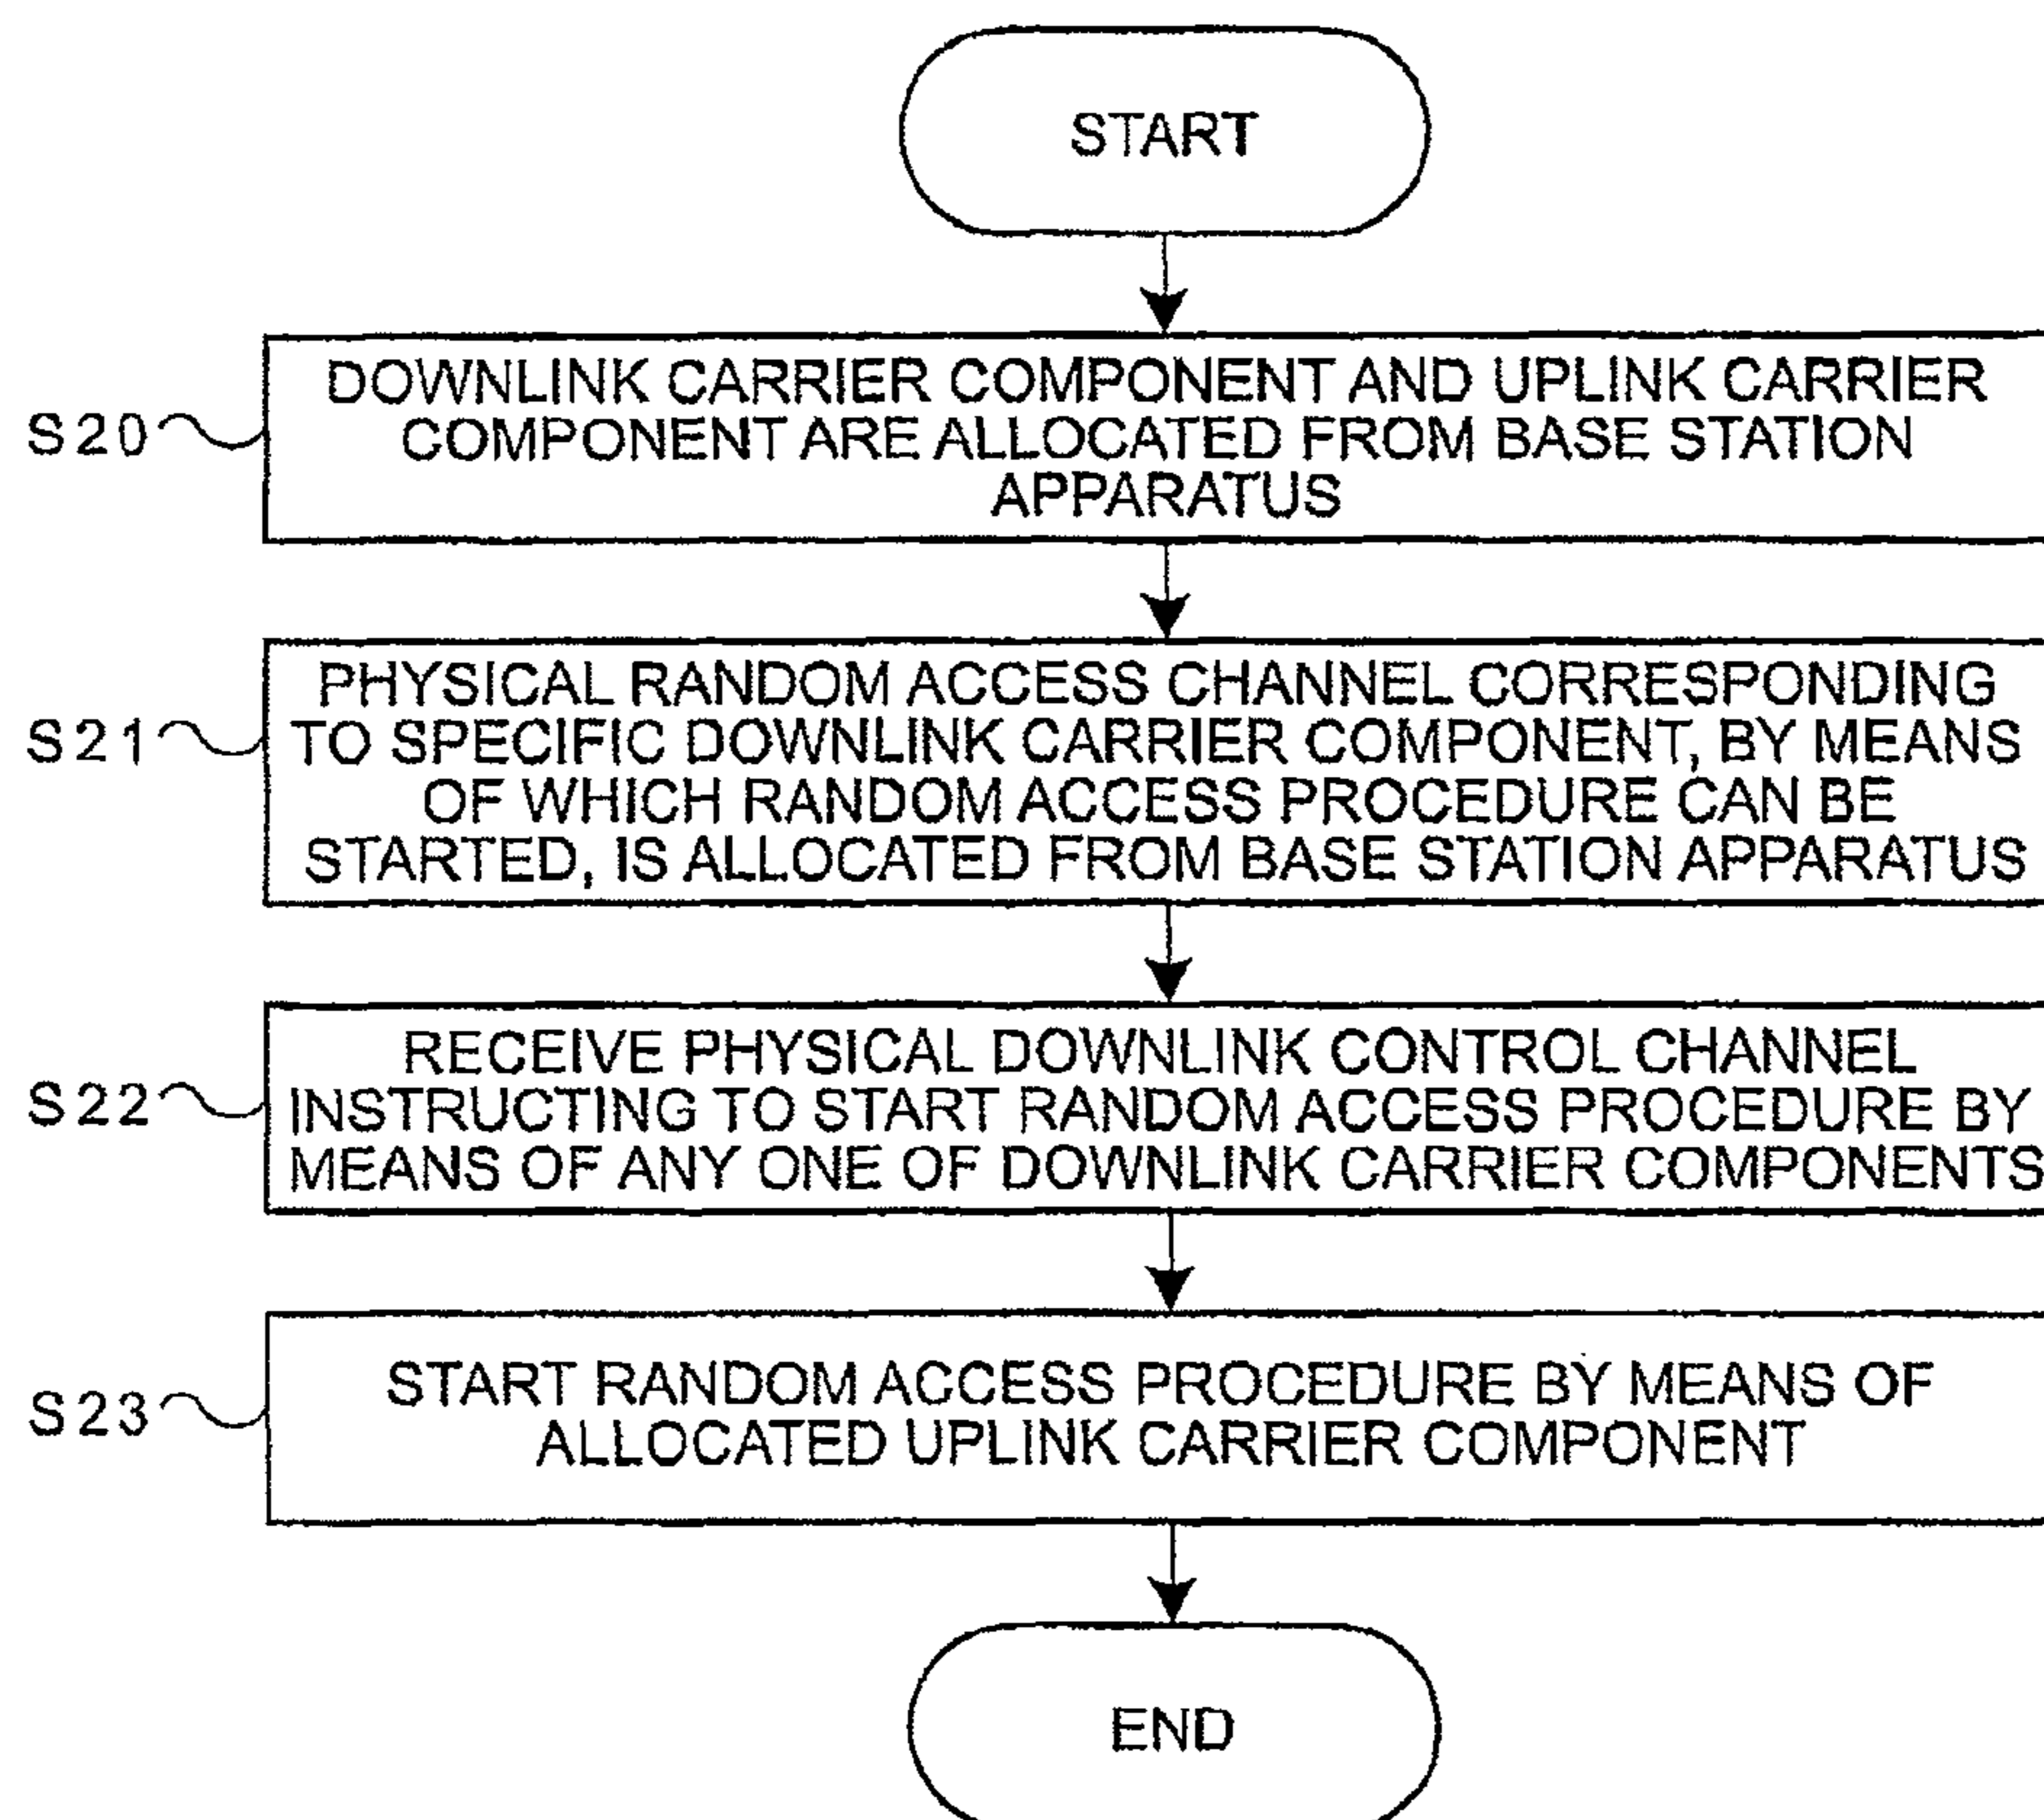 START
DOWNLINK CARRIER COMPONENT AND UPLINK CARRIER
COMPONENT ARE ALLOCATED FROM BASE STATION
APPARATUS
S20
PHYSICAL RANDOM ACCESS CHANNEL CORRESPONDING
TO SPECIFIC DOWNLINK CARRIER COMPONENT, BY MEANS
OF WHICH RANDOM ACCESS PROCEDURE CAN BE
STARTED, IS ALLOCATED FROM BASE STATION APPARATUS
S21
RECEIVE PHYSICAL DOWNLINK CONTROL CHANNEL
INSTRUCTING TO START RANDOM ACCESS PROCEDURE BY
MEANS OF ANY ONE OF DOWNLINK CARRIER COMPONENTS
S22
START RANDOM ACCESS PROCEDURE BY MEANS OF
ALLOCATED UPLINK CARRIER COMPONENT
S23
END